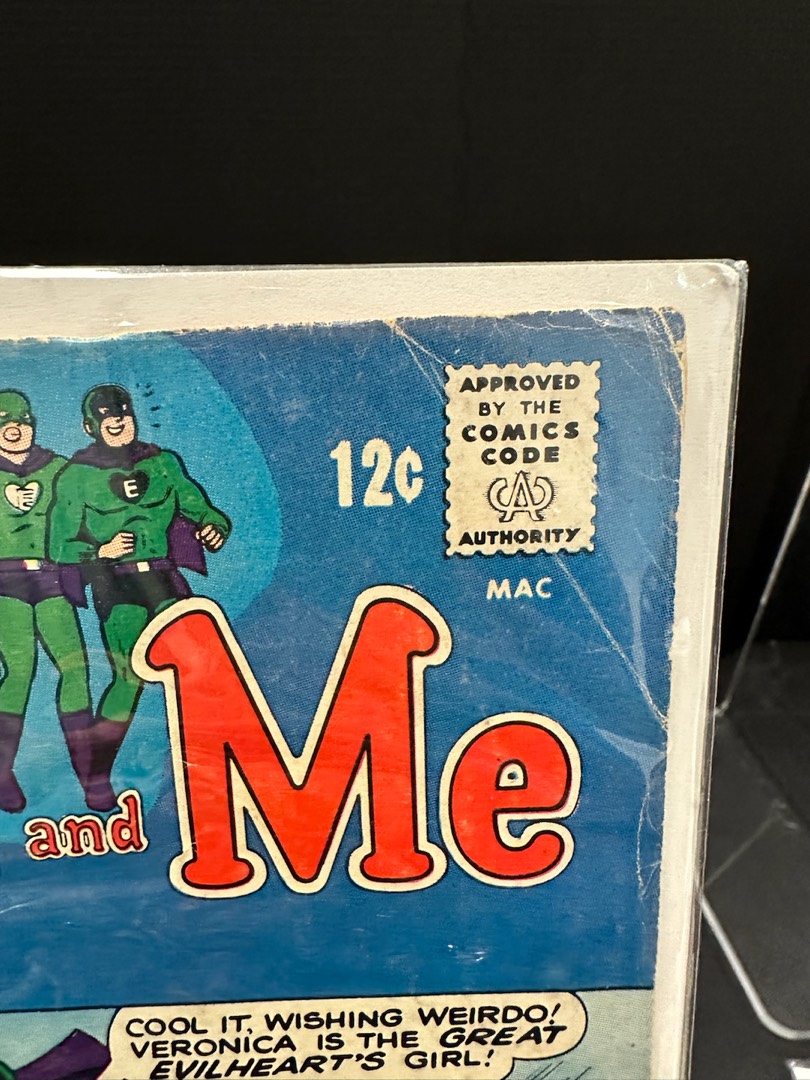 APPROVED
BY THE
COMICS
CODE
CA
AUTHORITY
12¢
MAC
E
E
and Me
COOL IT, WISHING WEIRDO!
VERONICA IS THE GREAT
EVILHEART'S GIRL!